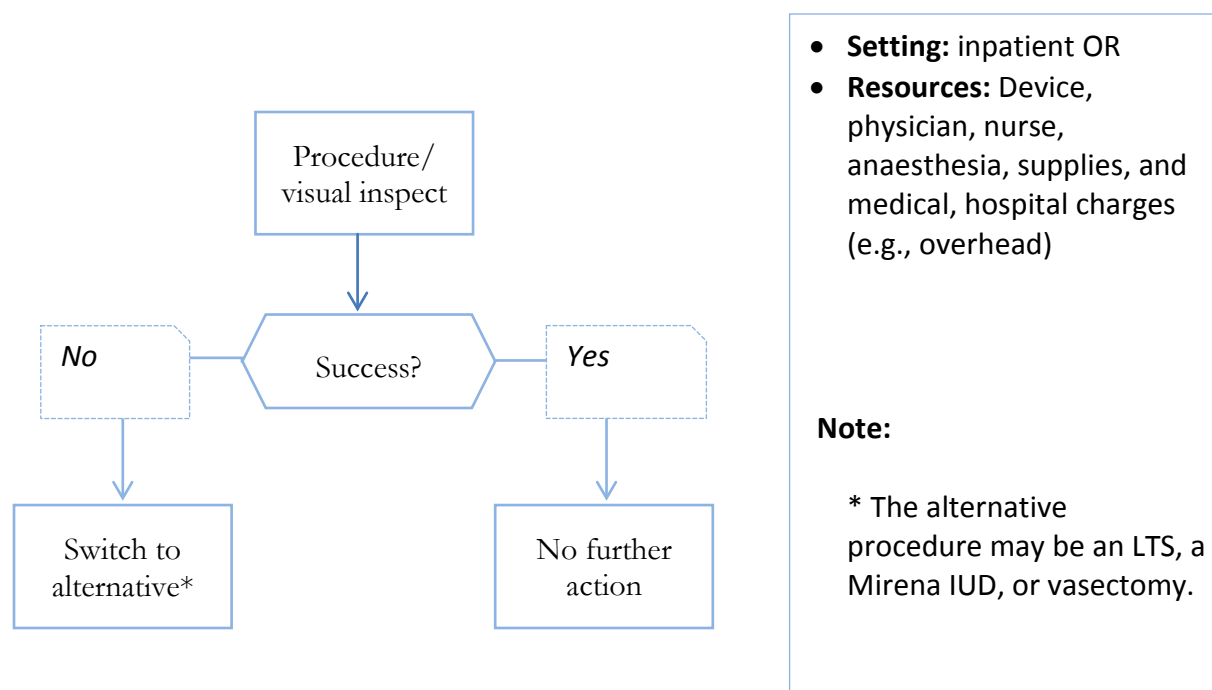 Procedure/
visual inspect
Success?
No
Yes
Switch to
alternative*
No further
action
• Setting: inpatient OR
• Resources: Device,
physician, nurse,
anaesthesia, supplies, and
medical, hospital charges
(e.g., overhead)
Note:
* The alternative
procedure may be an LTS, a
Mirena IUD, or vasectomy.